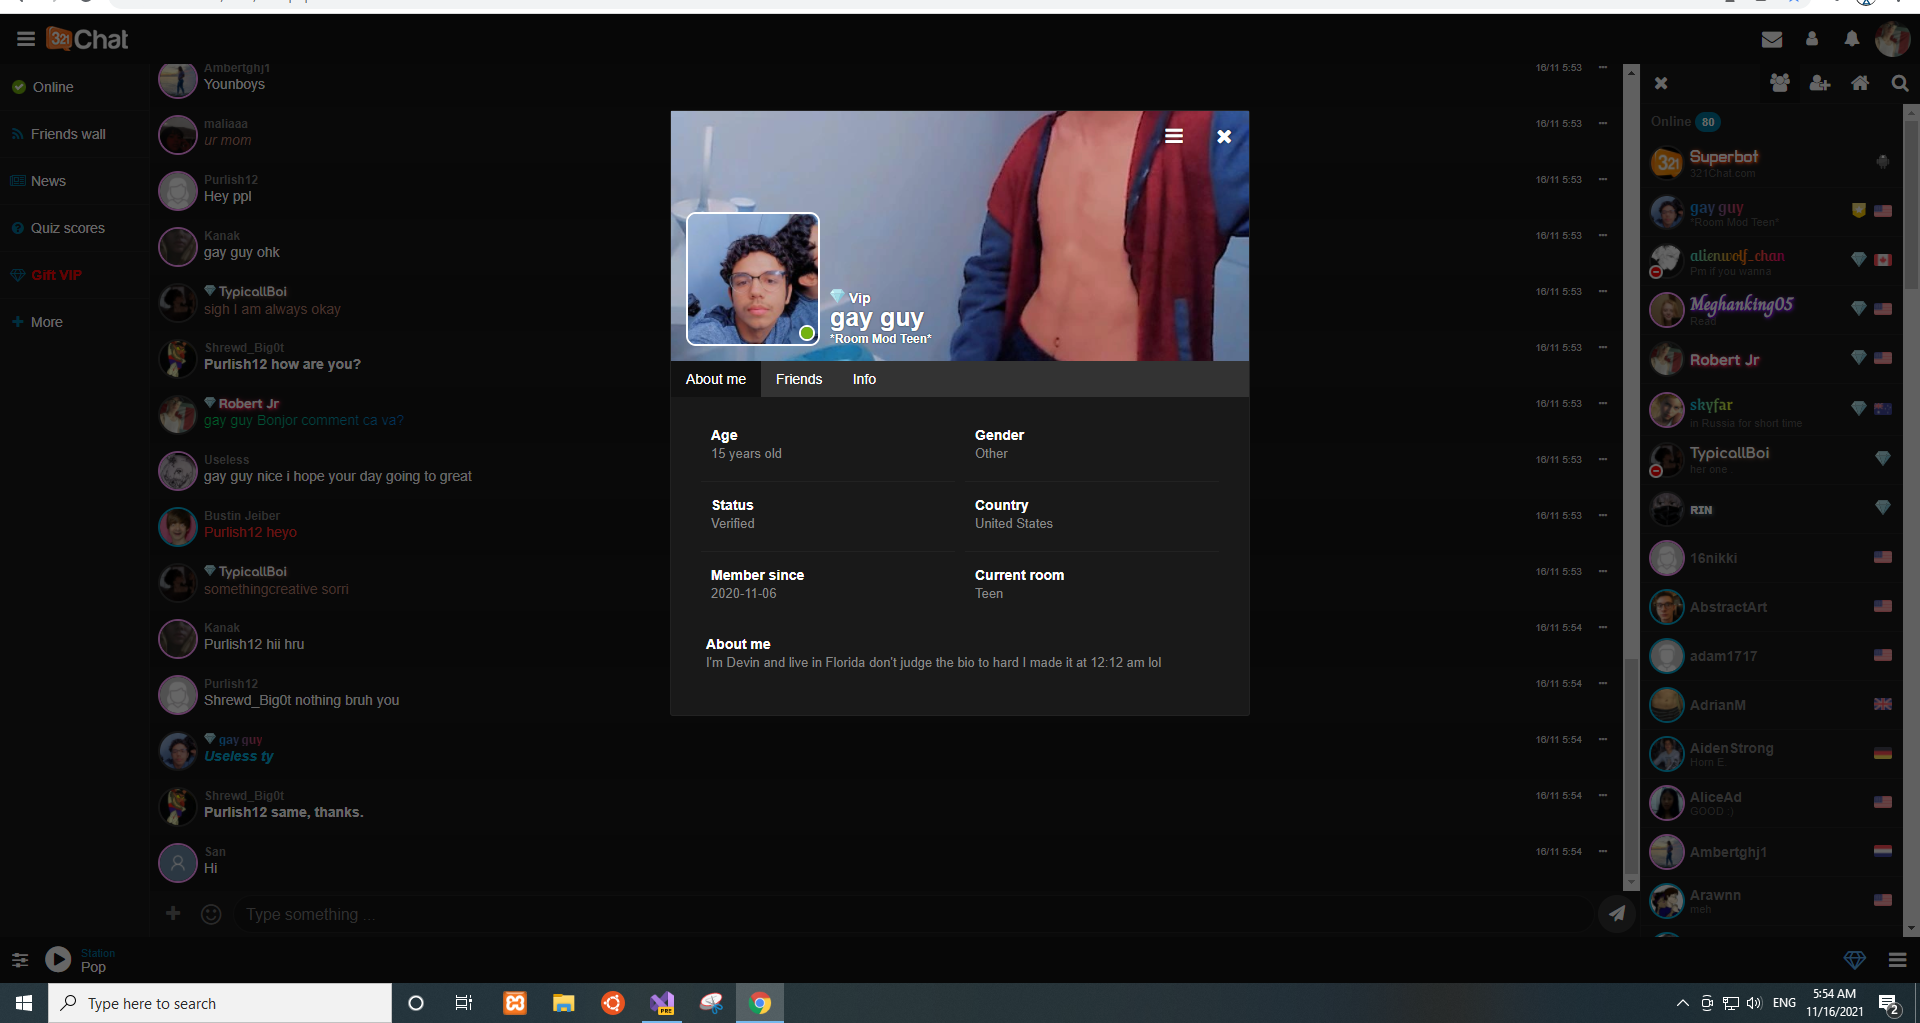 321 Chat
Online
Friends wall
News
Quiz scores
Gift VIP
More
Ambertghj1
16/11 5:53
Younboys
maliaaa
16/11 5:53
ur mom
Purlish12
16/11 5:53
Hey ppl
Kanak
16/11 5:53
gay guy ohk
TypicallBoi
16/11 5:53
sigh I am always okay
Shrewd_Big0t
16/11 5:53
Purlish12 how are you?
Robert Jr
16/11 5:53
gay guy Bonjor comment ca va?
Useless
16/11 5:53
gay guy nice i hope your day going to great
Bustin Jeiber
16/11 5:53
Purlish12 heyo
TypicallBoi
16/11 5:53
somethingcreative sorri
Kanak
16/11 5:54
Purlish12 hii hru
Purlish12
16/11 5:54
Shrewd_Big0t nothing bruh you
gay guy
16/11 5:54
Useless ty
Shrewd_Big0t
16/11 5:54
Purlish12 same, thanks.
San
16/11 5:54
Hi
Type something ...
Vip
gay guy
*Room Mod Teen*
About me Friends Info
Age
15 years old
Gender
Other
Status
Verified
Country
United States
Member since
2020-11-06
Current room
Teen
About me
I'm Devin and live in Florida don't judge the bio to hard I made it at 12:12 am lol
Online 80
321
Superbot
321Chat.com
gay guy
*Room Mod Teen*
alienwolf_chan
Pm if you wanna
Meghanking05
Read
Robert Jr
skyfar
in Russia for short time
TypicallBoi
her one
RIN
16nikki
AbstractArt
adam1717
AdrianM
AidenStrong
Horn E
AliceAd
GOOD :)
Ambertghj1
Arawnn
meh
Station
Pop
Type here to search
PRE
ENG
5:54 AM
11/16/2021
2